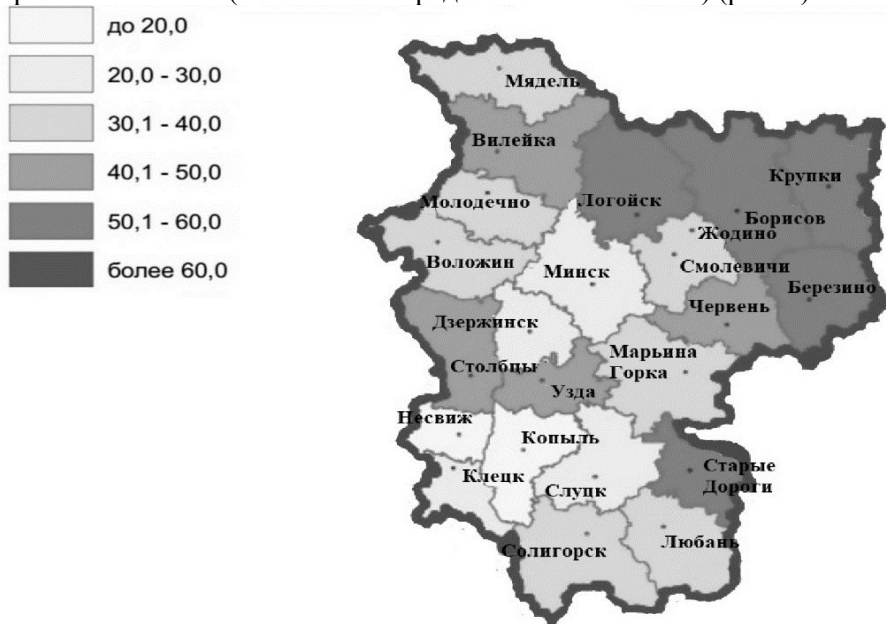 до 20,0
20,0 - 30,0
30,1 - 40,0
40,1 - 50,0
50,1 - 60,0
более 60,0
Мядель
Вилейка
Крупки
Молодечно
Логойск
Борисов
Жодино
Воложин
Минск
Смолевичи
Березино
Червень
Дзержинск
Марьина
Горка
Столбцы
Узда
Несвиж
Копыль
Клецк
Слуцк
Старые
Дороги
Солигорск
Любань